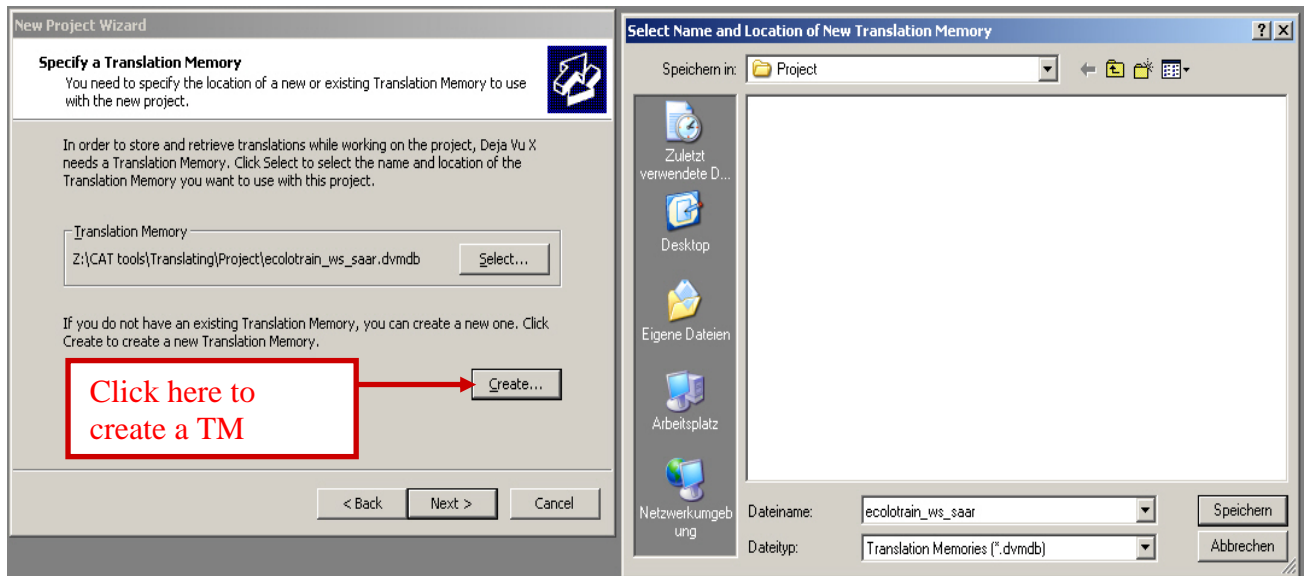 New Project Wizard
Specify a Translation Memory
You need to specify the location of a new or existing Translation Memory to use
with the new project.
In order to store and retrieve translations while working on the project, Deja Vu X
needs a Translation Memory. Click Select to select the name and location of the
Translation Memory you want to use with this project.
Translation Memory
Z:\CAT tools\Translating\Project\ecolotrain_ws_saar.dvmdb
Select...
If you do not have an existing Translation Memory, you can create a new one. Click
Create to create a new Translation Memory.
Click here to
create a TM
Create...
< Back
Next >
Cancel
Select Name and Location of New Translation Memory
Speichern in:
Project
Zuletzt
verwendete D...
Desktop
Eigene Dateien
Arbeitsplatz
Netzwerkumgeb
ung
Dateiname:
ecolotrain_ws_saar
Speichern
Dateityp:
Translation Memories (*.dvmdb)
Abbrechen